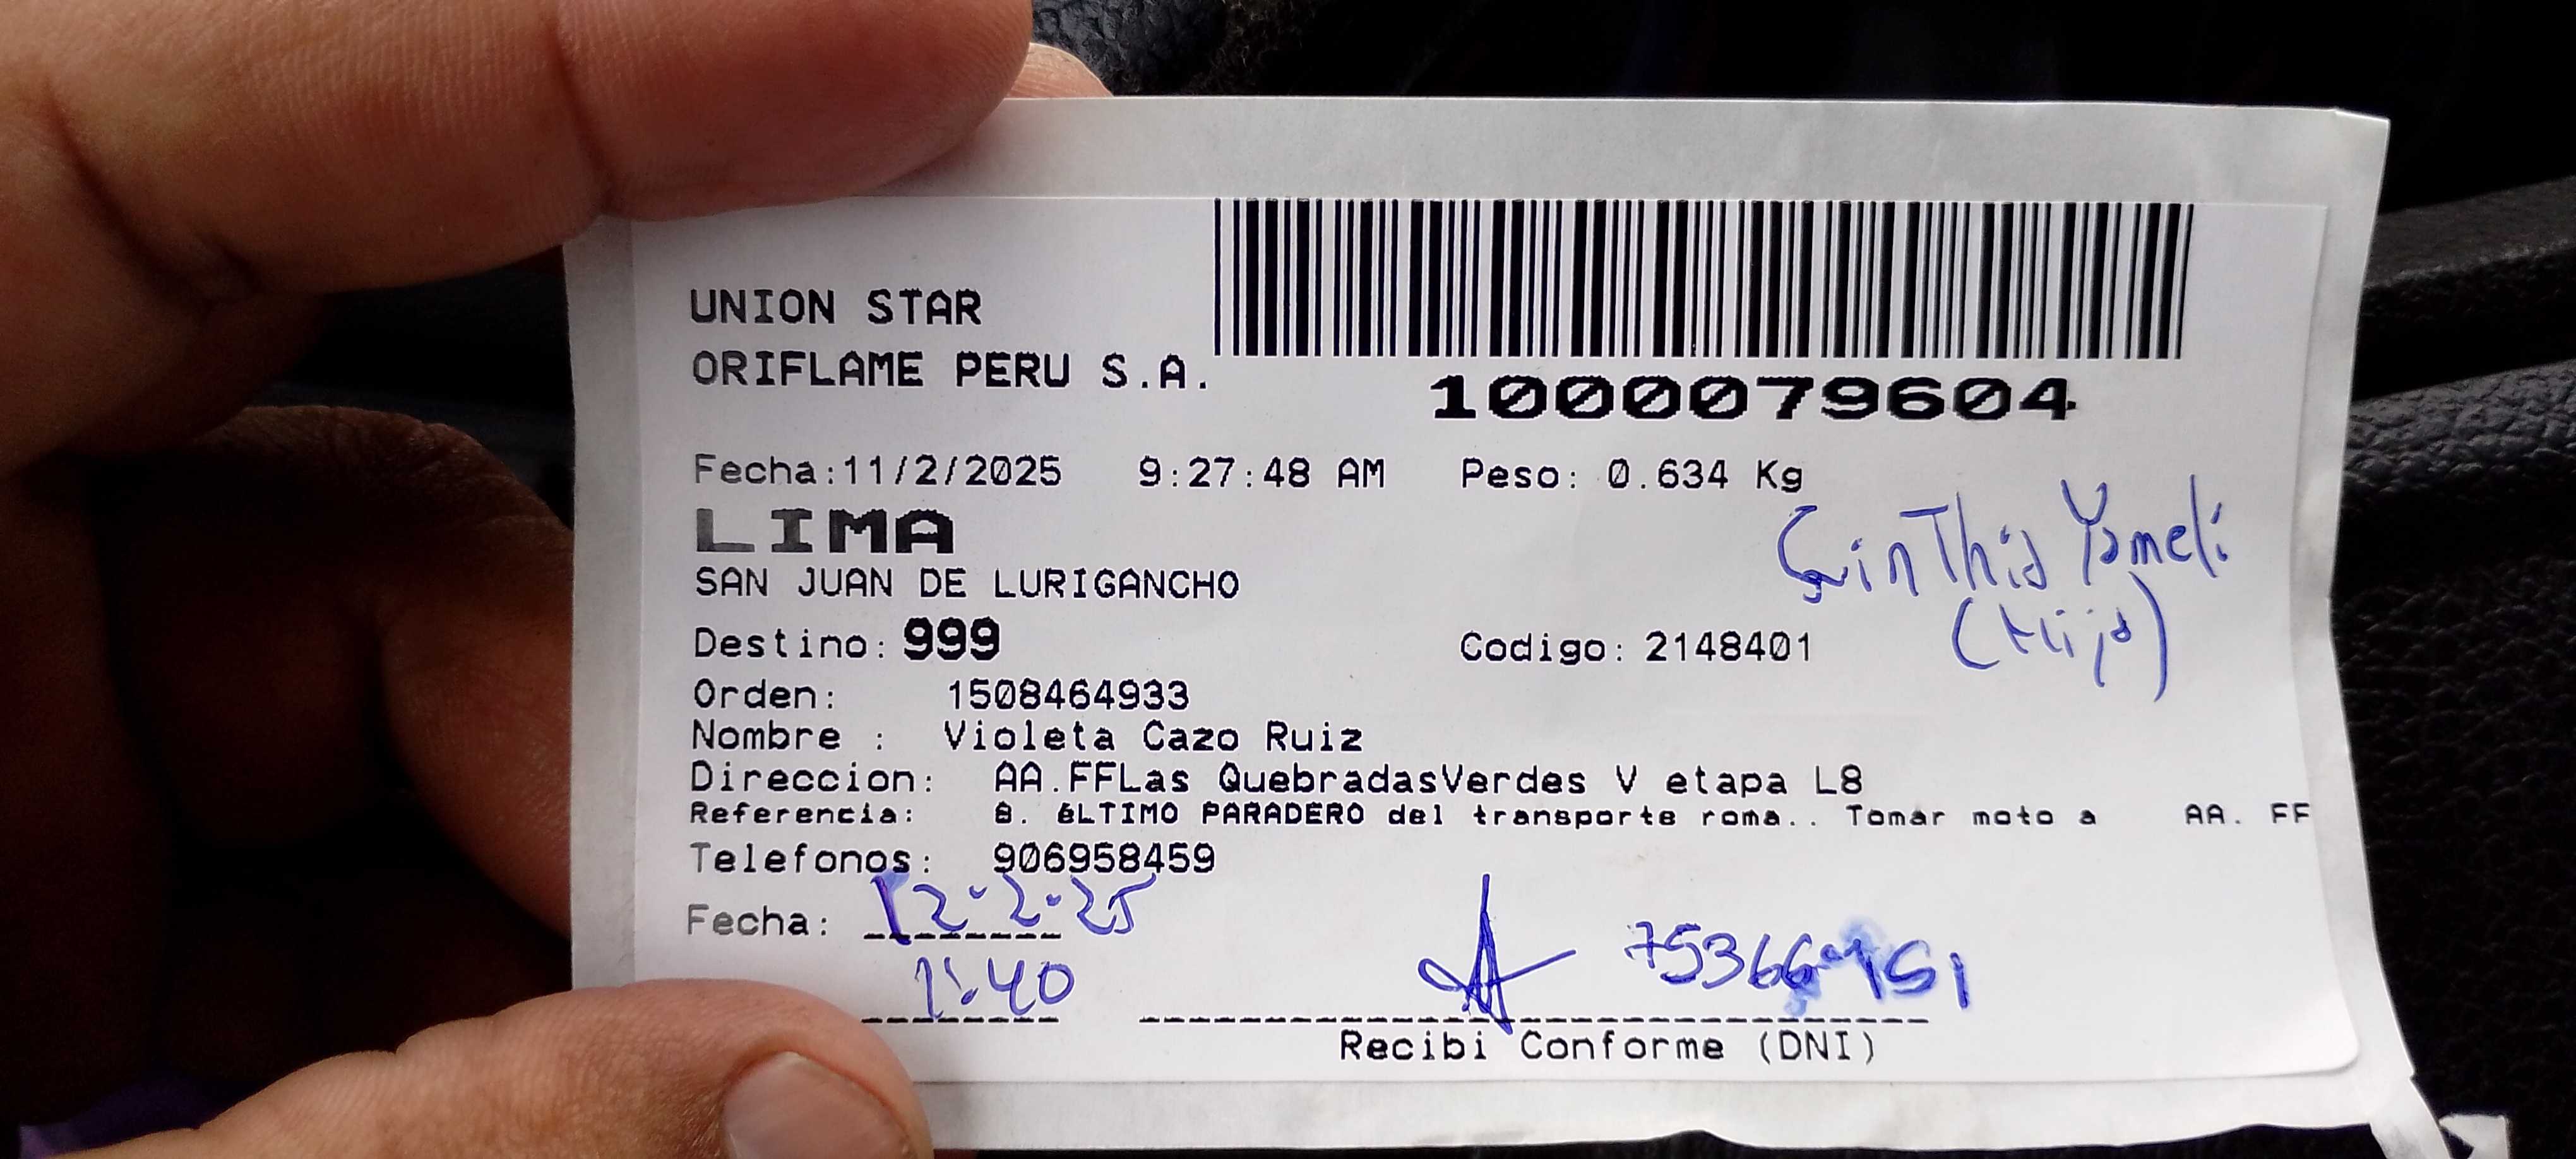 UNION STAR
ORIFLAME PERU S.A.
1000079604
Fecha:11/2/2025 9:27:48 AM Peso: 0.634 Kg
LIMA
SAN JUAN DE LURIGANCHO
CinThia Yameli
(Hija)
Destino: 999 Codigo: 2148401
Orden: 1508464933
Nombre : Violeta Cazo Ruiz
Direccion: AA.FFLas QuebradasVerdes V etapa L8
Referencia: 8. éLTIMO PARADERO del transporte roma.. Tomar moto a AA. FF
Telefonos: 906958459
Fecha: 12-2-25
1:40
Recibi Conforme (DNI)